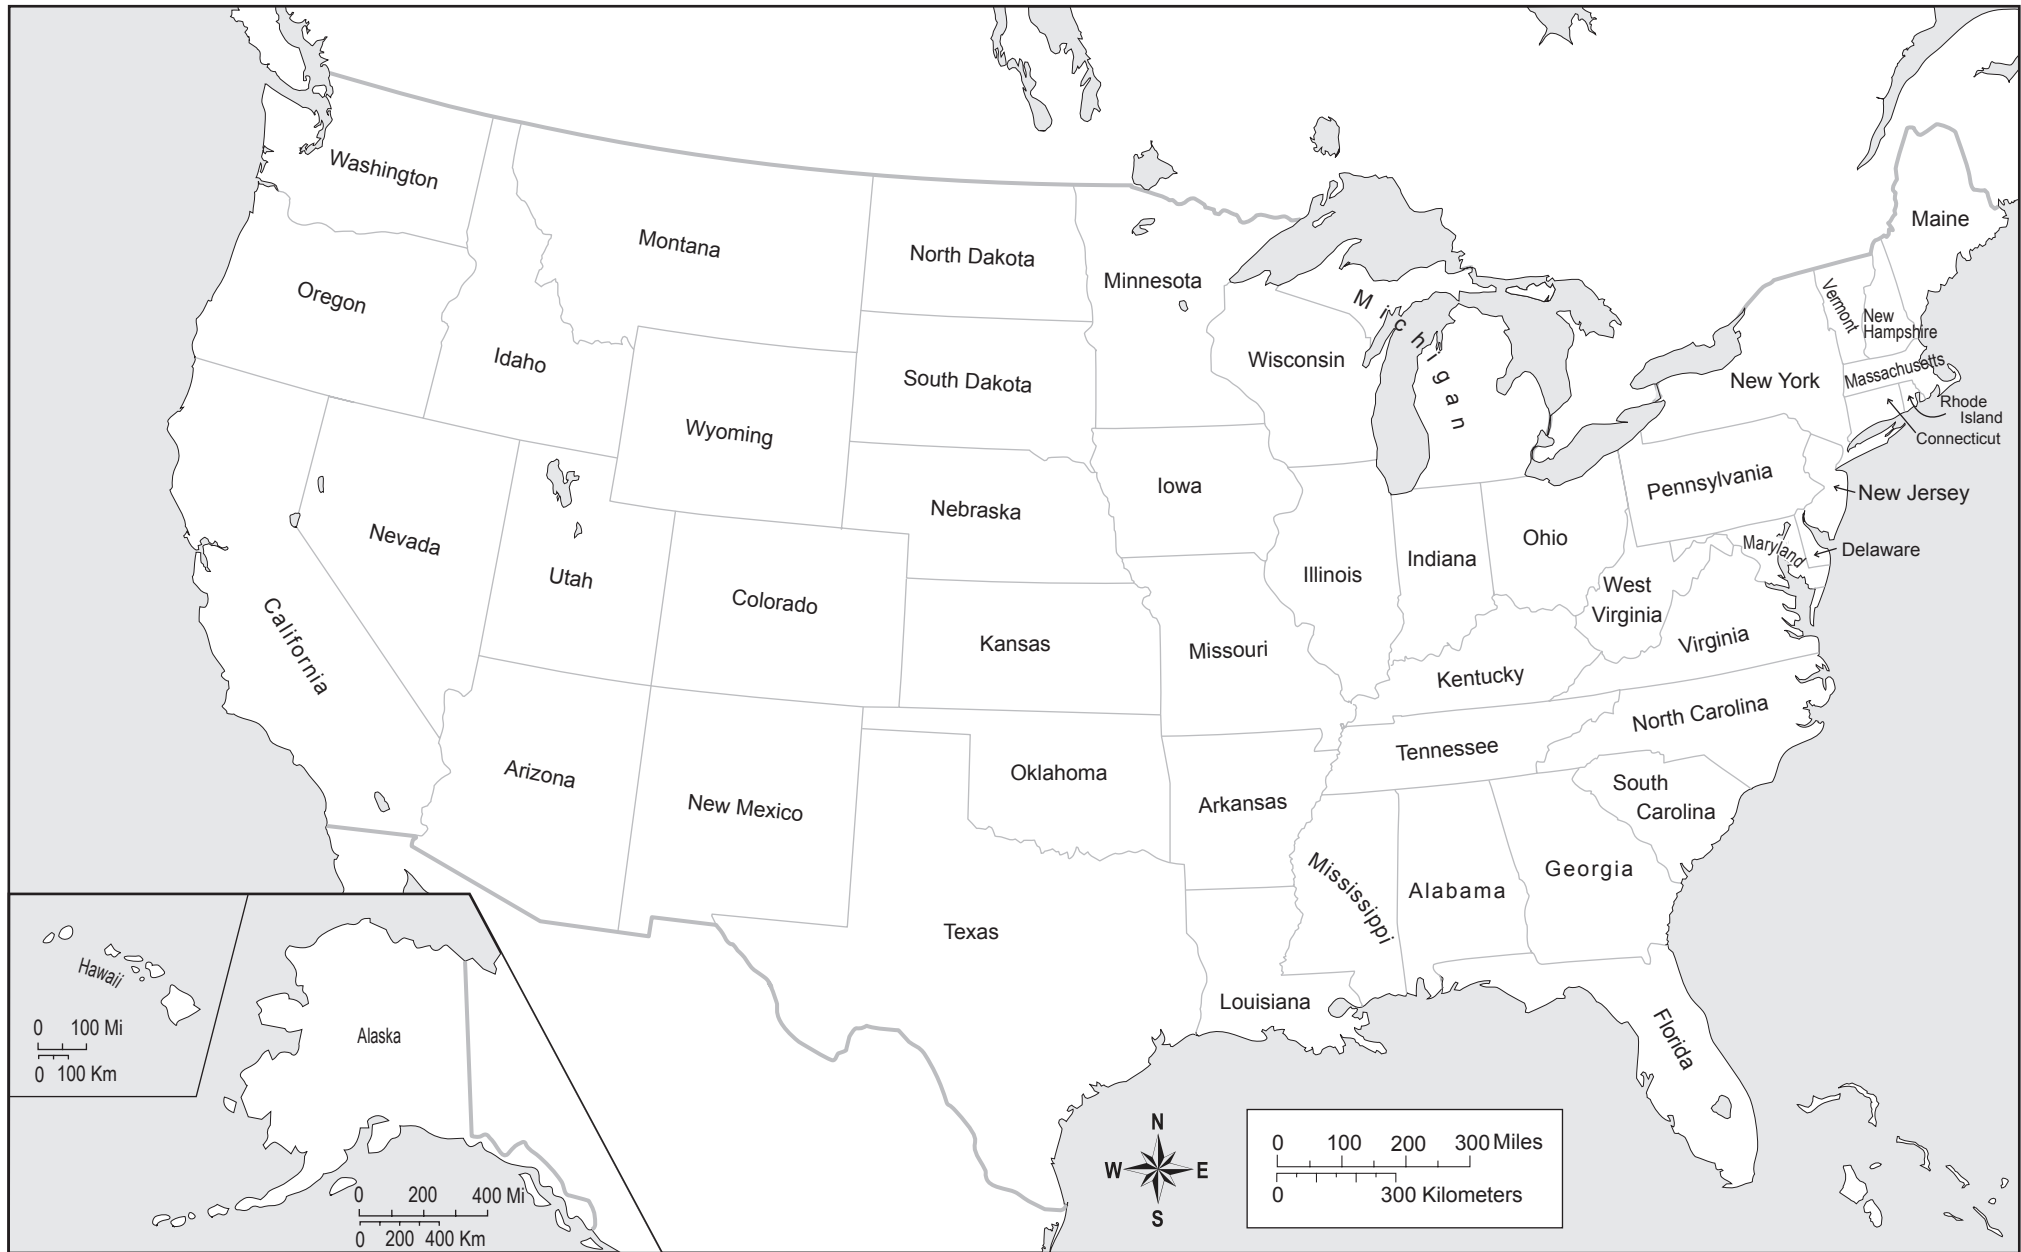 Washington
Montana
North Dakota
Minnesota
Maine
Oregon
Idaho
Wyoming
South Dakota
Wisconsin
Michigan
New York
Vermont
New
Hampshire
Massachusetts
Rhode
Island
Connecticut
Nevada
Utah
Colorado
Nebraska
Iowa
Illinois
Indiana
Ohio
Pennsylvania
New Jersey
Maryland
Delaware
West
Virginia
Virginia
California
Kansas
Missouri
Kentucky
North Carolina
Tennessee
South
Carolina
Arizona
New Mexico
Oklahoma
Arkansas
Mississippi
Alabama
Georgia
Texas
Louisiana
Florida
Hawaii
0 100 Mi
0 100 Km
Alaska
0 200 400 Mi
0 200 400 Km
N
W E
S
0 100 200 300 Miles
0 300 Kilometers